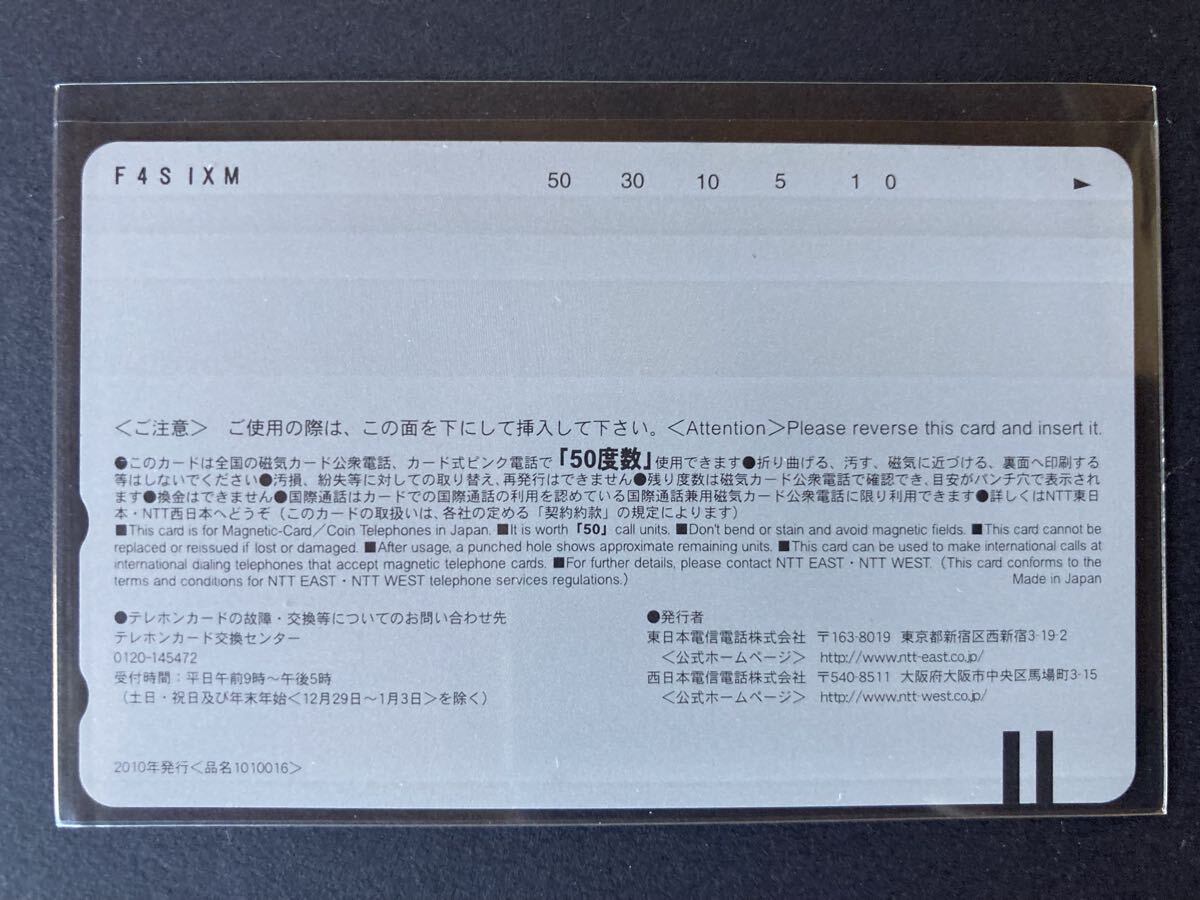 F4SIXM
50 30 10 5 1 0 ►
＜ご注意＞ ご使用の際は、この面を下にして挿入して下さい。＜Attention＞Please reverse this card and insert it.
●このカードは全国の磁気カード公衆電話、カード式ピンク電話で「50度数」使用できます●折り曲げる、汚す、磁気に近づける、裏面へ印刷する
等はしないでください●汚損、紛失等に対しての取り替え、再発行はできません●残り度数は磁気カード公衆電話で確認でき、目安がパンチ穴で表示され
ます●換金はできません●国際通話はカードでの国際通話の利用を認めている国際通話兼用磁気カード公衆電話に限り利用できます●詳しくはNTT東日
本・NTT西日本へどうぞ（このカードの取扱いは、各社の定める「契約約款」の規定によります）
■This card is for Magnetic-Card／Coin Telephones in Japan. ■It is worth「50」call units. ■Don't bend or stain and avoid magnetic fields. ■This card cannot be
replaced or reissued if lost or damaged. ■After usage, a punched hole shows approximate remaining units. ■This card can be used to make international calls at
international dialing telephones that accept magnetic telephone cards. ■For further details, please contact NTT EAST・NTT WEST. (This card conforms to the
terms and conditions for NTT EAST・NTT WEST telephone services regulations.) Made in Japan
●テレホンカードの故障・交換等についてのお問い合わせ先
テレホンカード交換センター
0120-145472
受付時間：平日午前9時〜午後5時
（土日・祝日及び年末年始＜12月29日〜1月3日＞を除く）
●発行者
東日本電信電話株式会社 〒163-8019 東京都新宿区西新宿3-19-2
＜公式ホームページ＞ http://www.ntt-east.co.jp/
西日本電信電話株式会社 〒540-8511 大阪府大阪市中央区馬場町3-15
＜公式ホームページ＞ http://www.ntt-west.co.jp/
2010年発行＜品名1010016＞